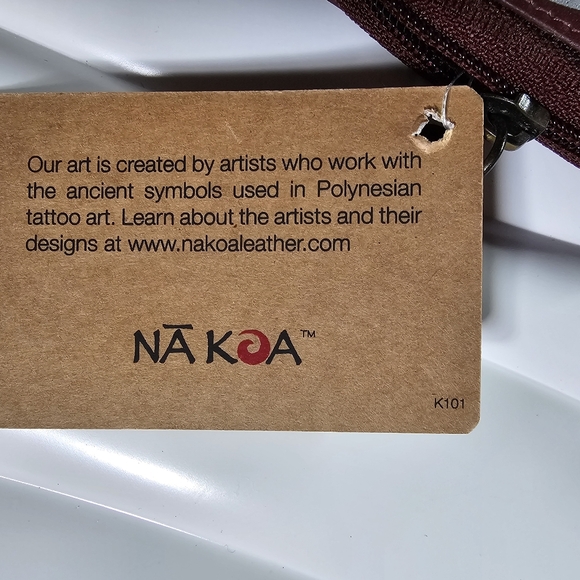 Our art is created by artists who work with
the ancient symbols used in Polynesian
tattoo art. Learn about the artists and their
designs at www.nakoaleather.com
NĀ KOA™
K101